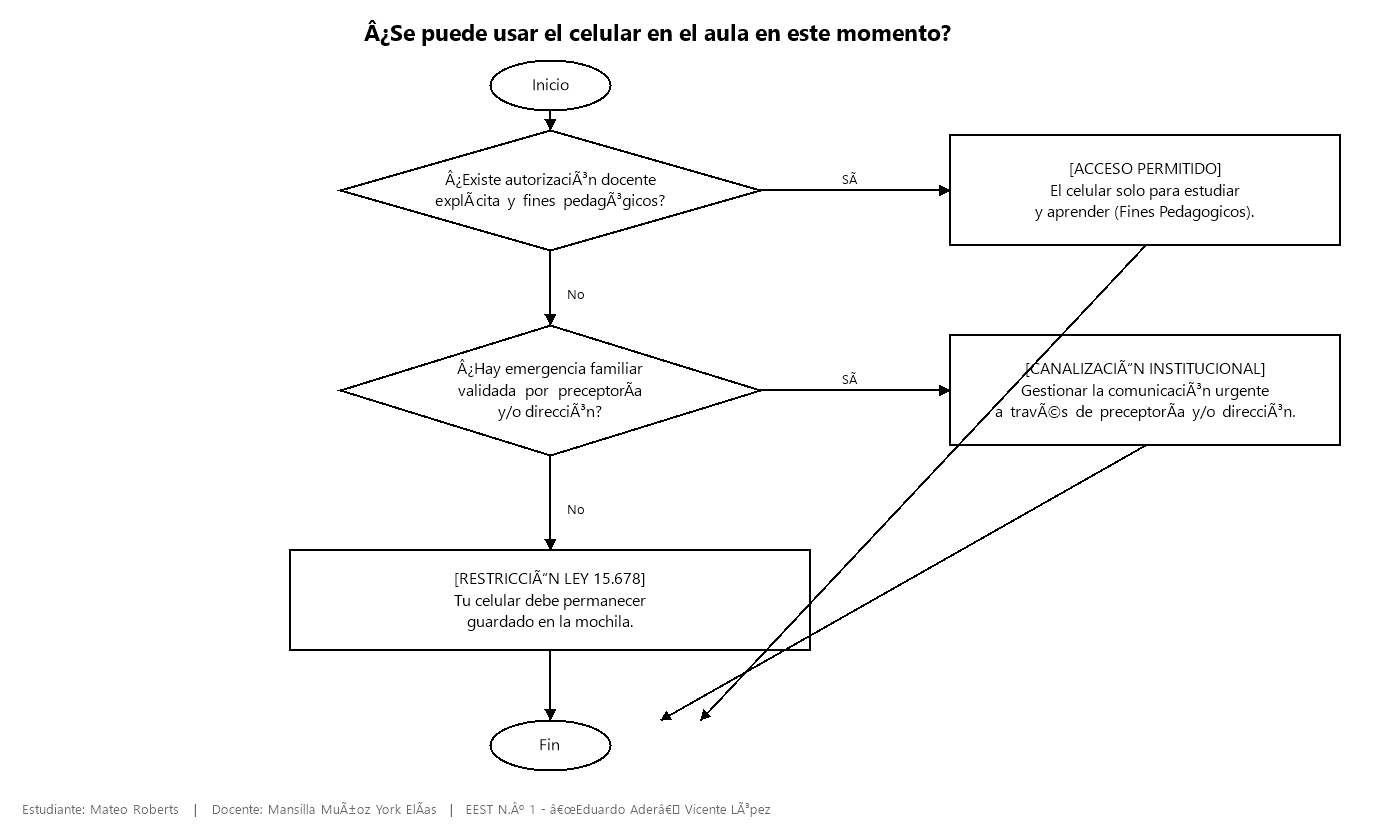 Â¿Se puede usar el celular en el aula en este momento?
Inicio
Â¿Existe autorizaciÃ³n docente
explÃcita y fines pedagÃ³gicos?
SÃ
[ACCESO PERMITIDO]
El celular solo para estudiar
y aprender (Fines Pedagogicos).
No
Â¿Hay emergencia familiar
validada por preceptorÃa
y/o direcciÃ³n?
SÃ
[CANALIZACIÃ“N INSTITUCIONAL]
Gestionar la comunicaciÃ³n urgente
a travÃ©s de preceptorÃa y/o direcciÃ³n.
No
[RESTRICCIÃ“N LEY 15.678]
Tu celular debe permanecer
guardado en la mochila.
Fin
Estudiante: Mateo Roberts | Docente: Mansilla MuÃ±oz York ElÃas | EEST N.Âº 1 - â€œEduardo Aderâ€□ Vicente LÃ³pez